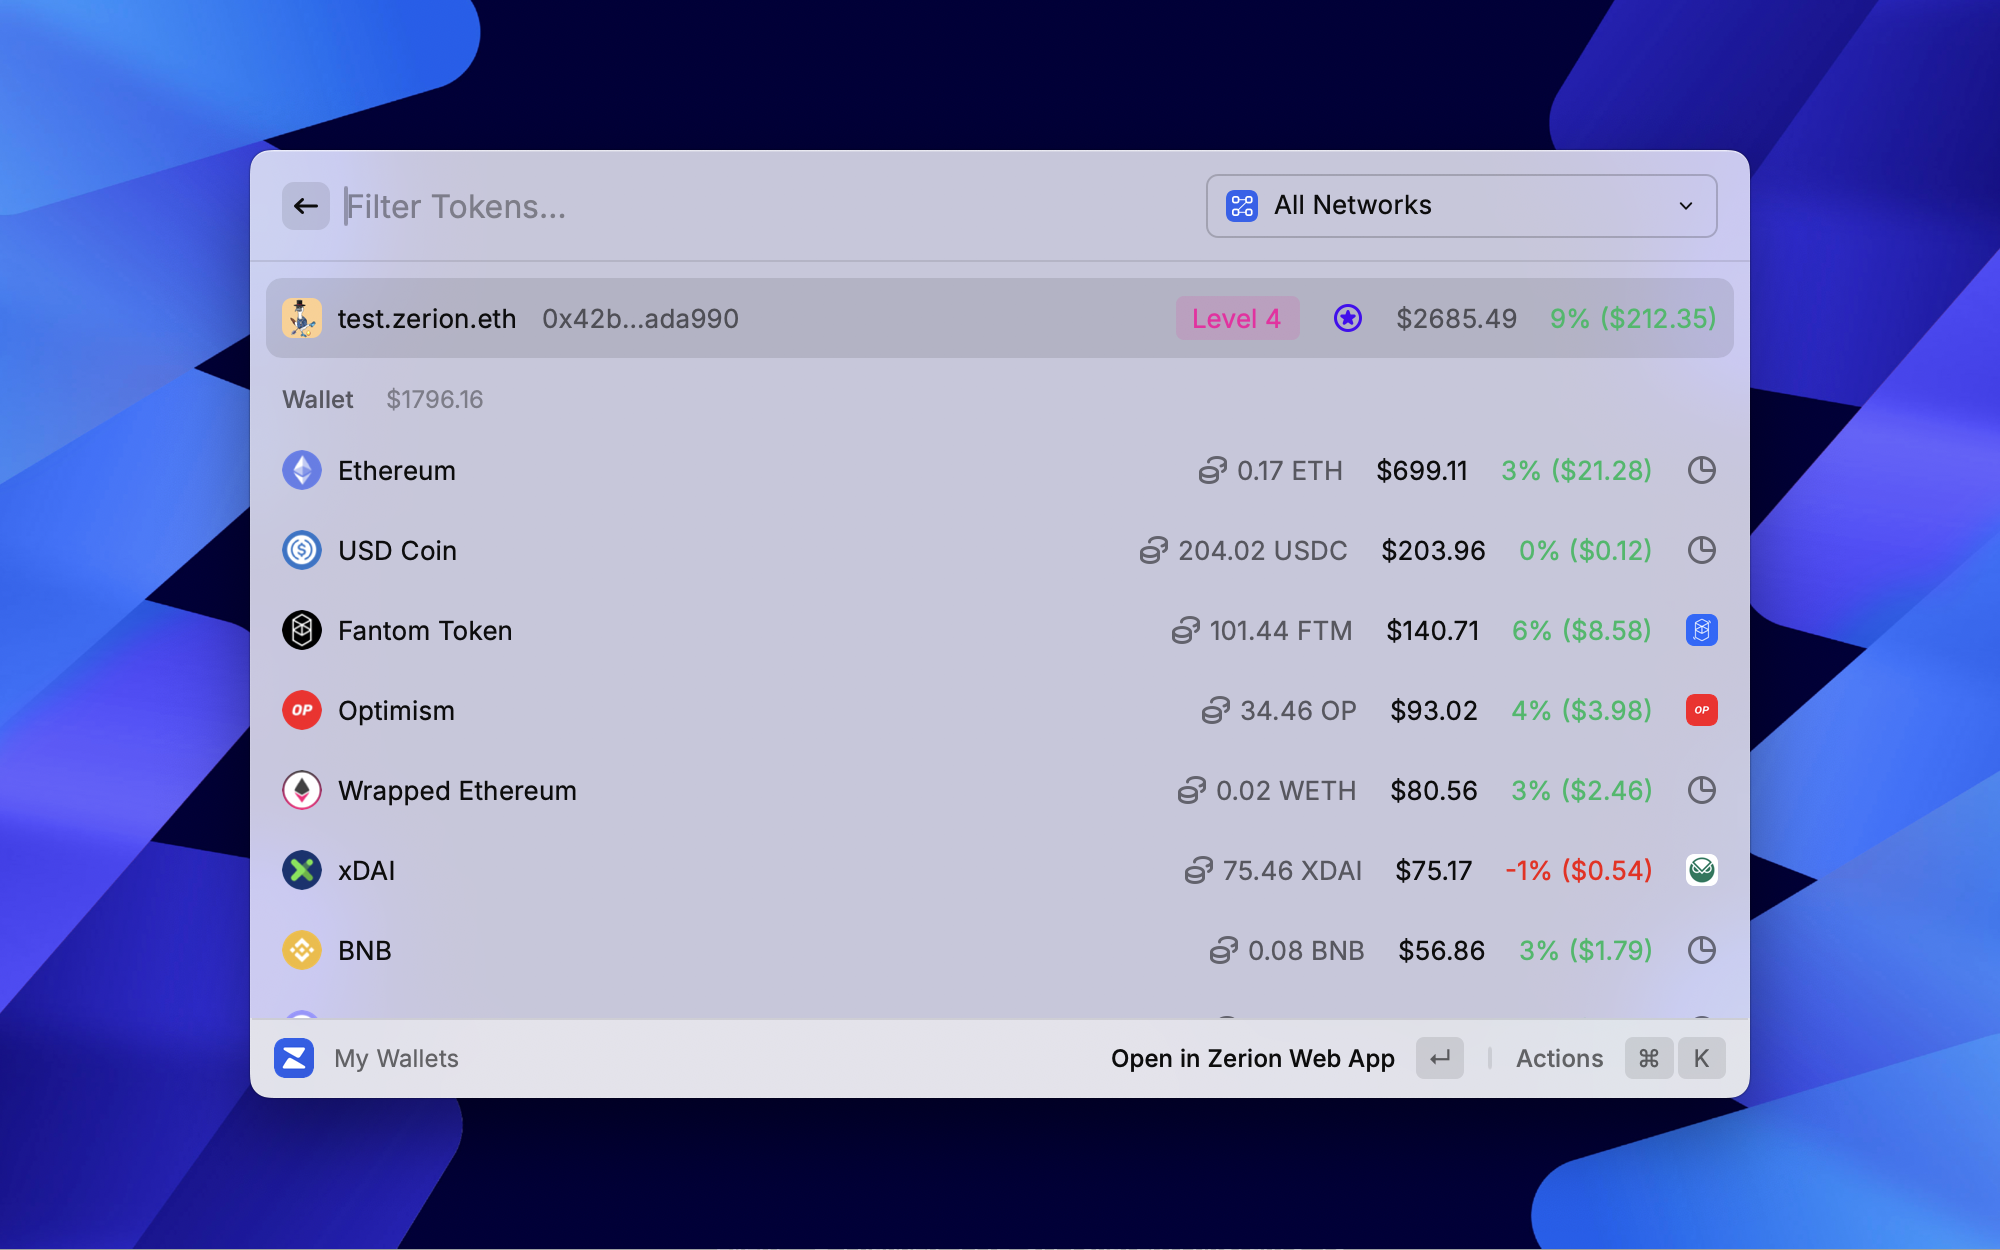 Filter Tokens...
All Networks
test.zerion.eth 0x42b...ada990 Level 4 $2685.49 9% ($212.35)
Wallet $1796.16
Ethereum 0.17 ETH $699.11 3% ($21.28)
USD Coin 204.02 USDC $203.96 0% ($0.12)
Fantom Token 101.44 FTM $140.71 6% ($8.58)
OP Optimism 34.46 OP $93.02 4% ($3.98) OP
Wrapped Ethereum 0.02 WETH $80.56 3% ($2.46)
xDAI 75.46 XDAI $75.17 -1% ($0.54)
BNB 0.08 BNB $56.86 3% ($1.79)
My Wallets Open in Zerion Web App ↵ Actions ⌘ K